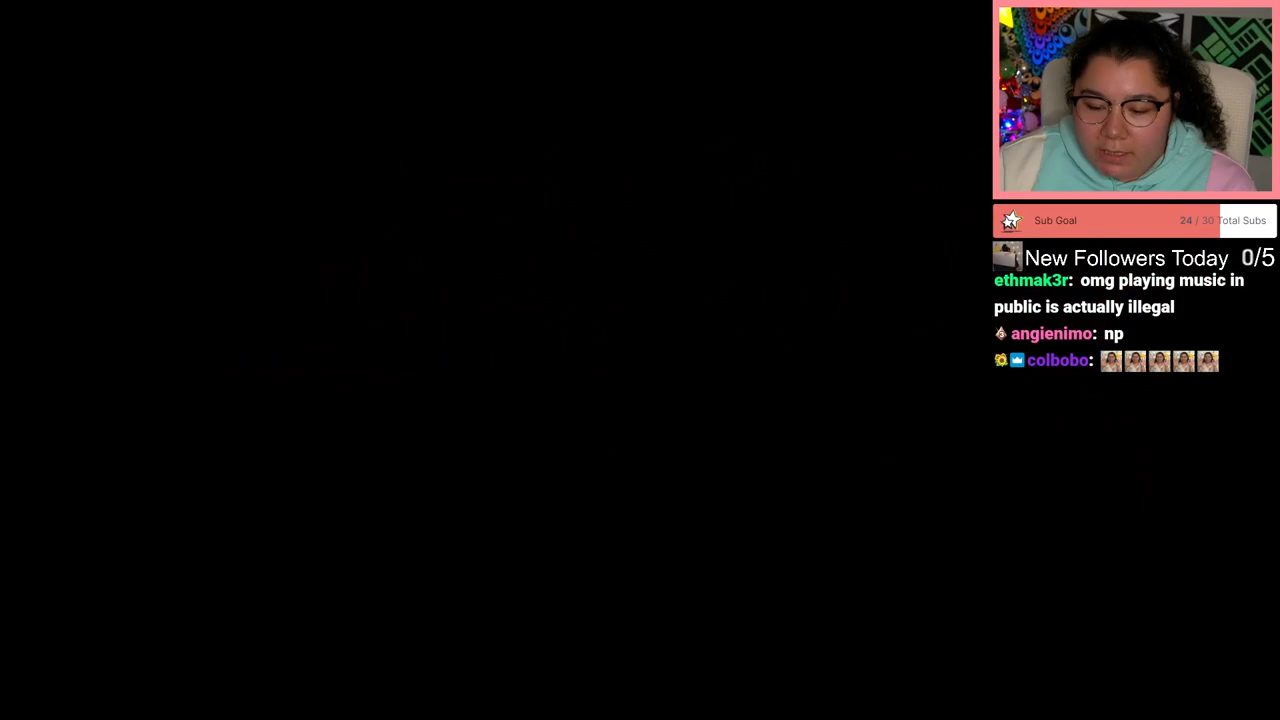 Sub Goal 24 / 30 Total Subs
New Followers Today 0/5
ethmak3r: omg playing music in
public is actually illegal
angienimo: np
colbobo: